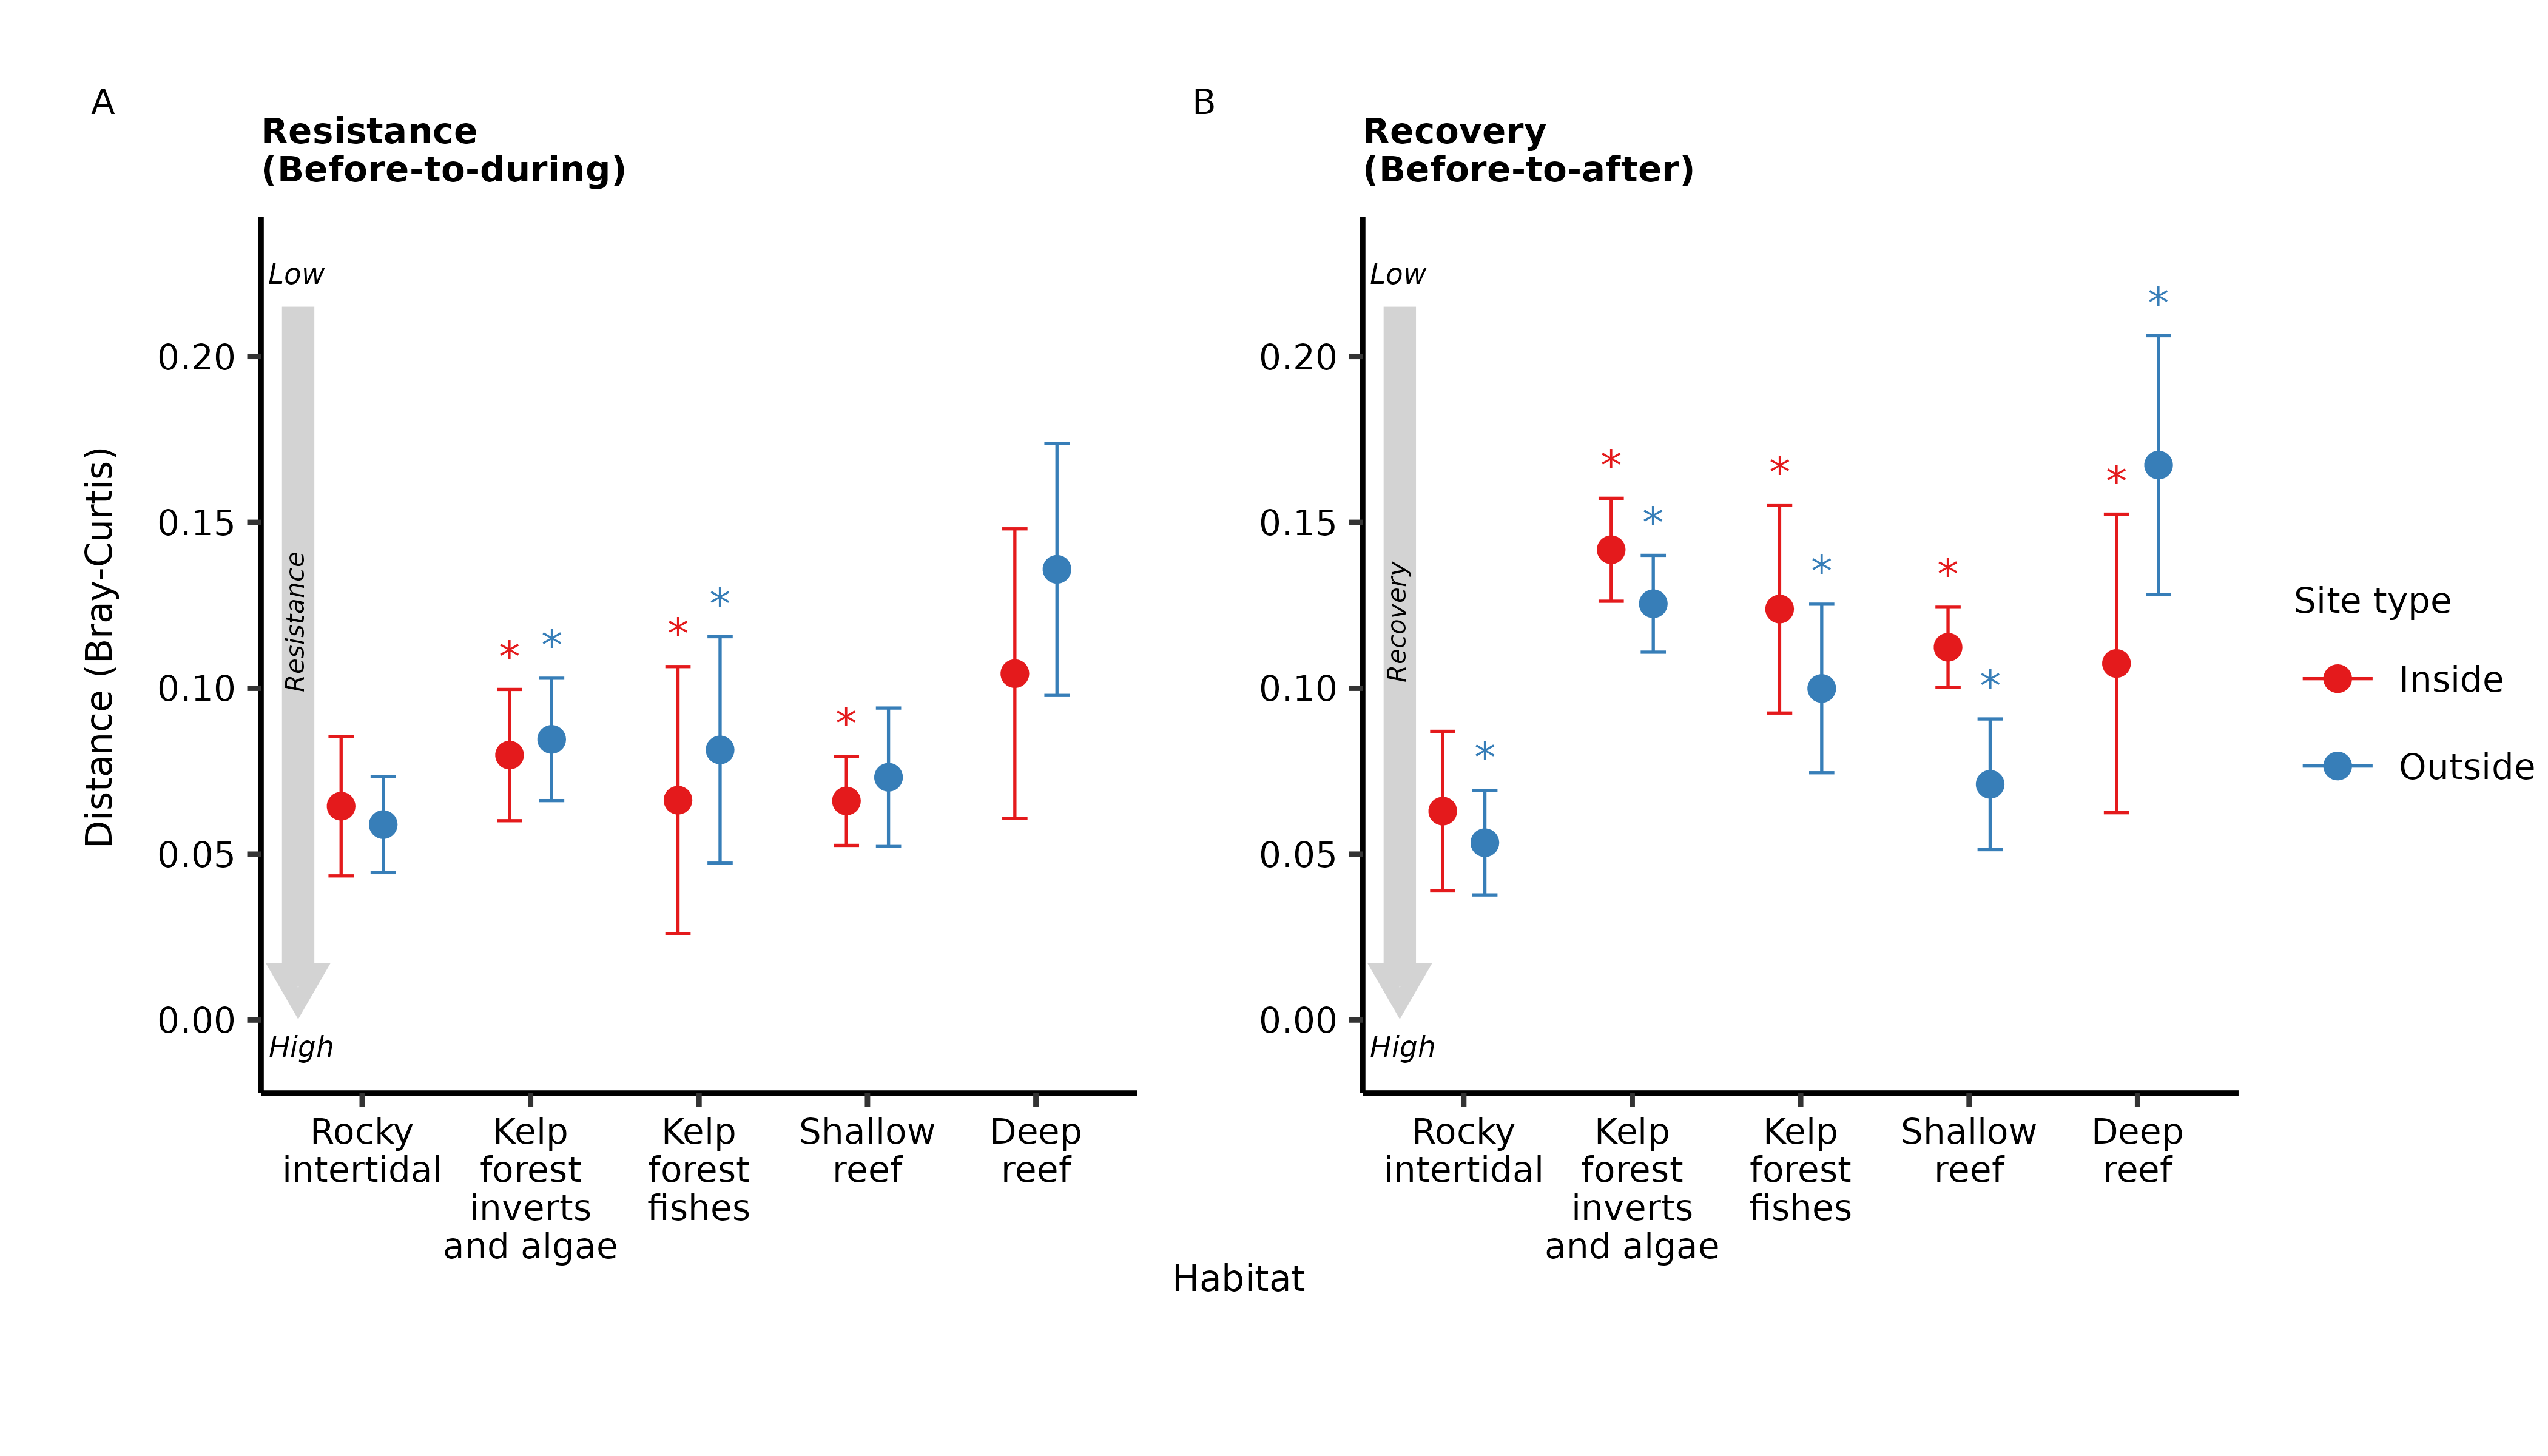 A
Resistance
(Before-to-during)
Distance (Bray-Curtis)
0.20
0.15
0.10
0.05
0.00
Low
Resistance
High
*
*
*
*
*
Rocky
intertidal
Kelp
forest
inverts
and algae
Kelp
forest
fishes
Shallow
reef
Deep
reef
B
Recovery
(Before-to-after)
0.20
0.15
0.10
0.05
0.00
Low
Recovery
High
*
*
*
*
*
*
*
*
*
Rocky
intertidal
Kelp
forest
inverts
and algae
Kelp
forest
fishes
Shallow
reef
Deep
reef
Habitat
Site type
Inside
Outside